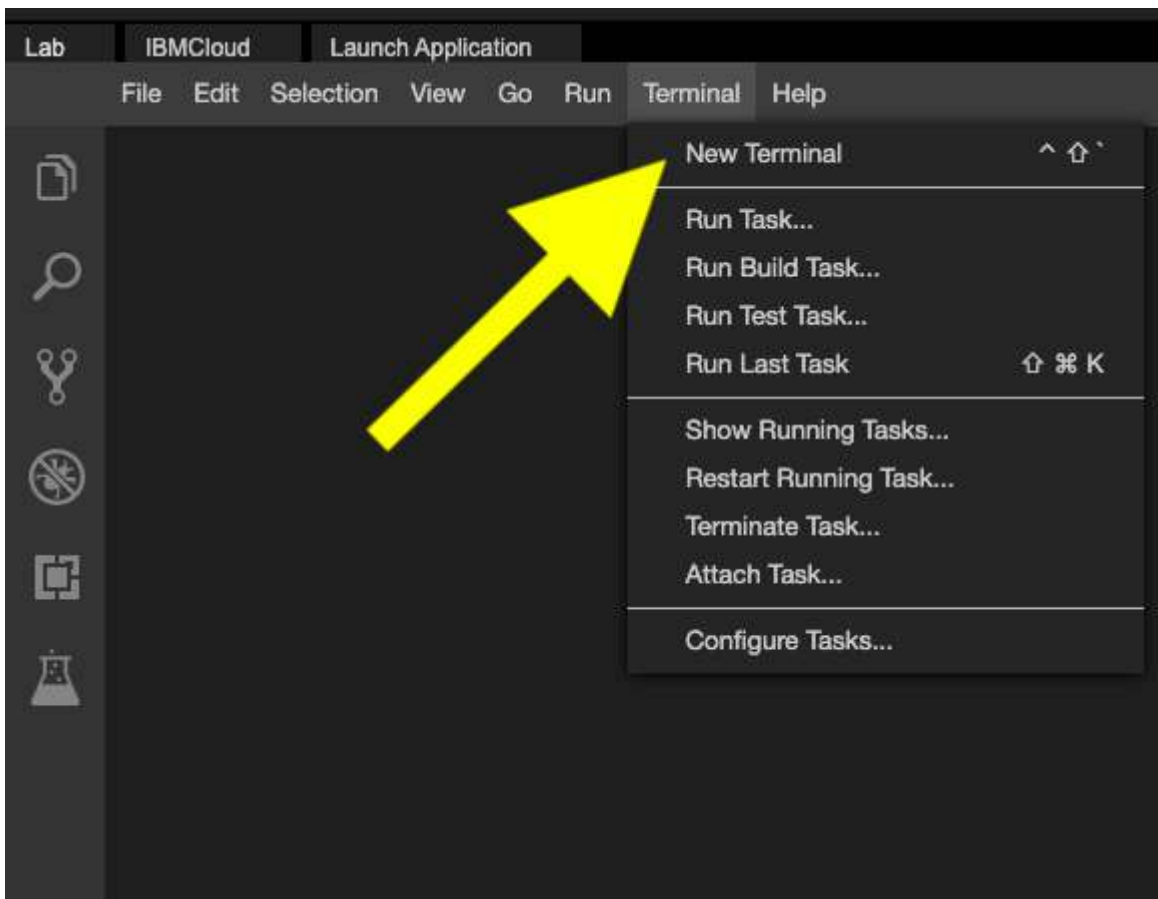 Lab IBMCloud Launch Application
File Edit Selection View Go Run Terminal Help
New Terminal ^ ⇧ `
Run Task...
Run Build Task...
Run Test Task...
Run Last Task ⇧ ⌘ K
Show Running Tasks...
Restart Running Task...
Terminate Task...
Attach Task...
Configure Tasks...